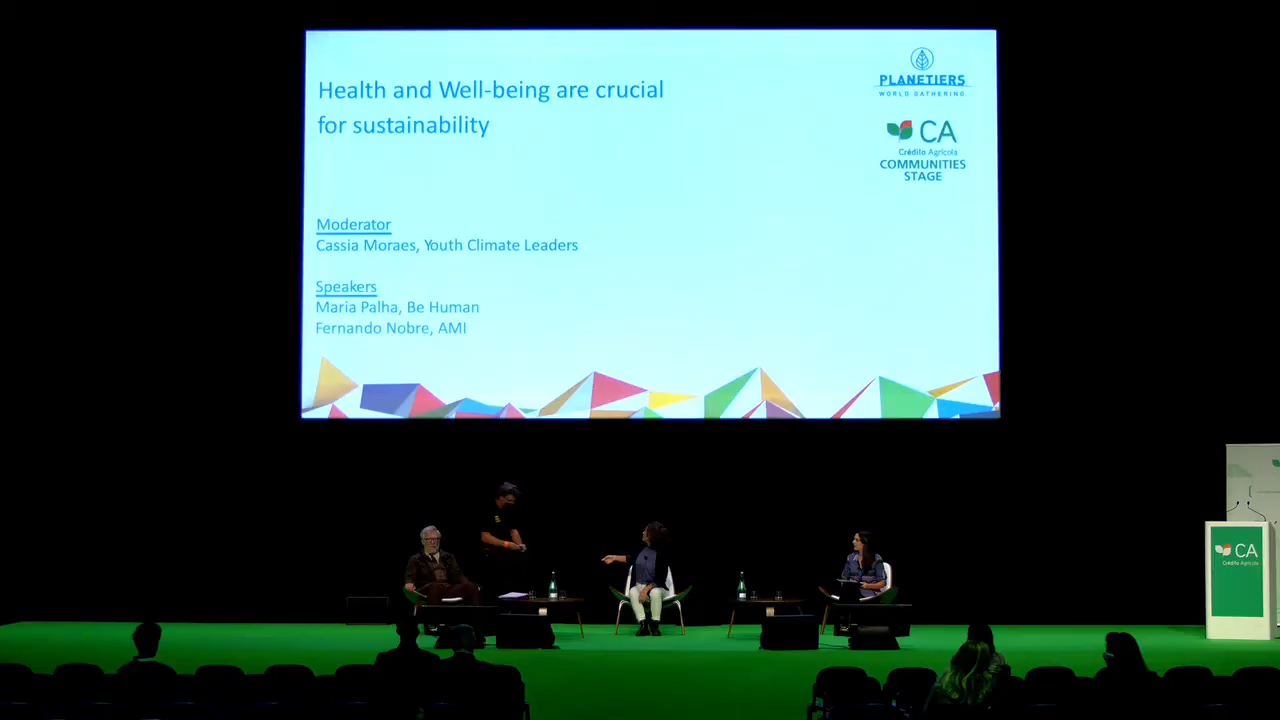 Health and Well-being are crucial
for sustainability
PLANETIERS
WORLD GATHERING
CA
Crédito Agrícola
COMMUNITIES
STAGE
Moderator
Cassia Moraes, Youth Climate Leaders
Speakers
Maria Palha, Be Human
Fernando Nobre, AMI
CA
Crédito Agrícola